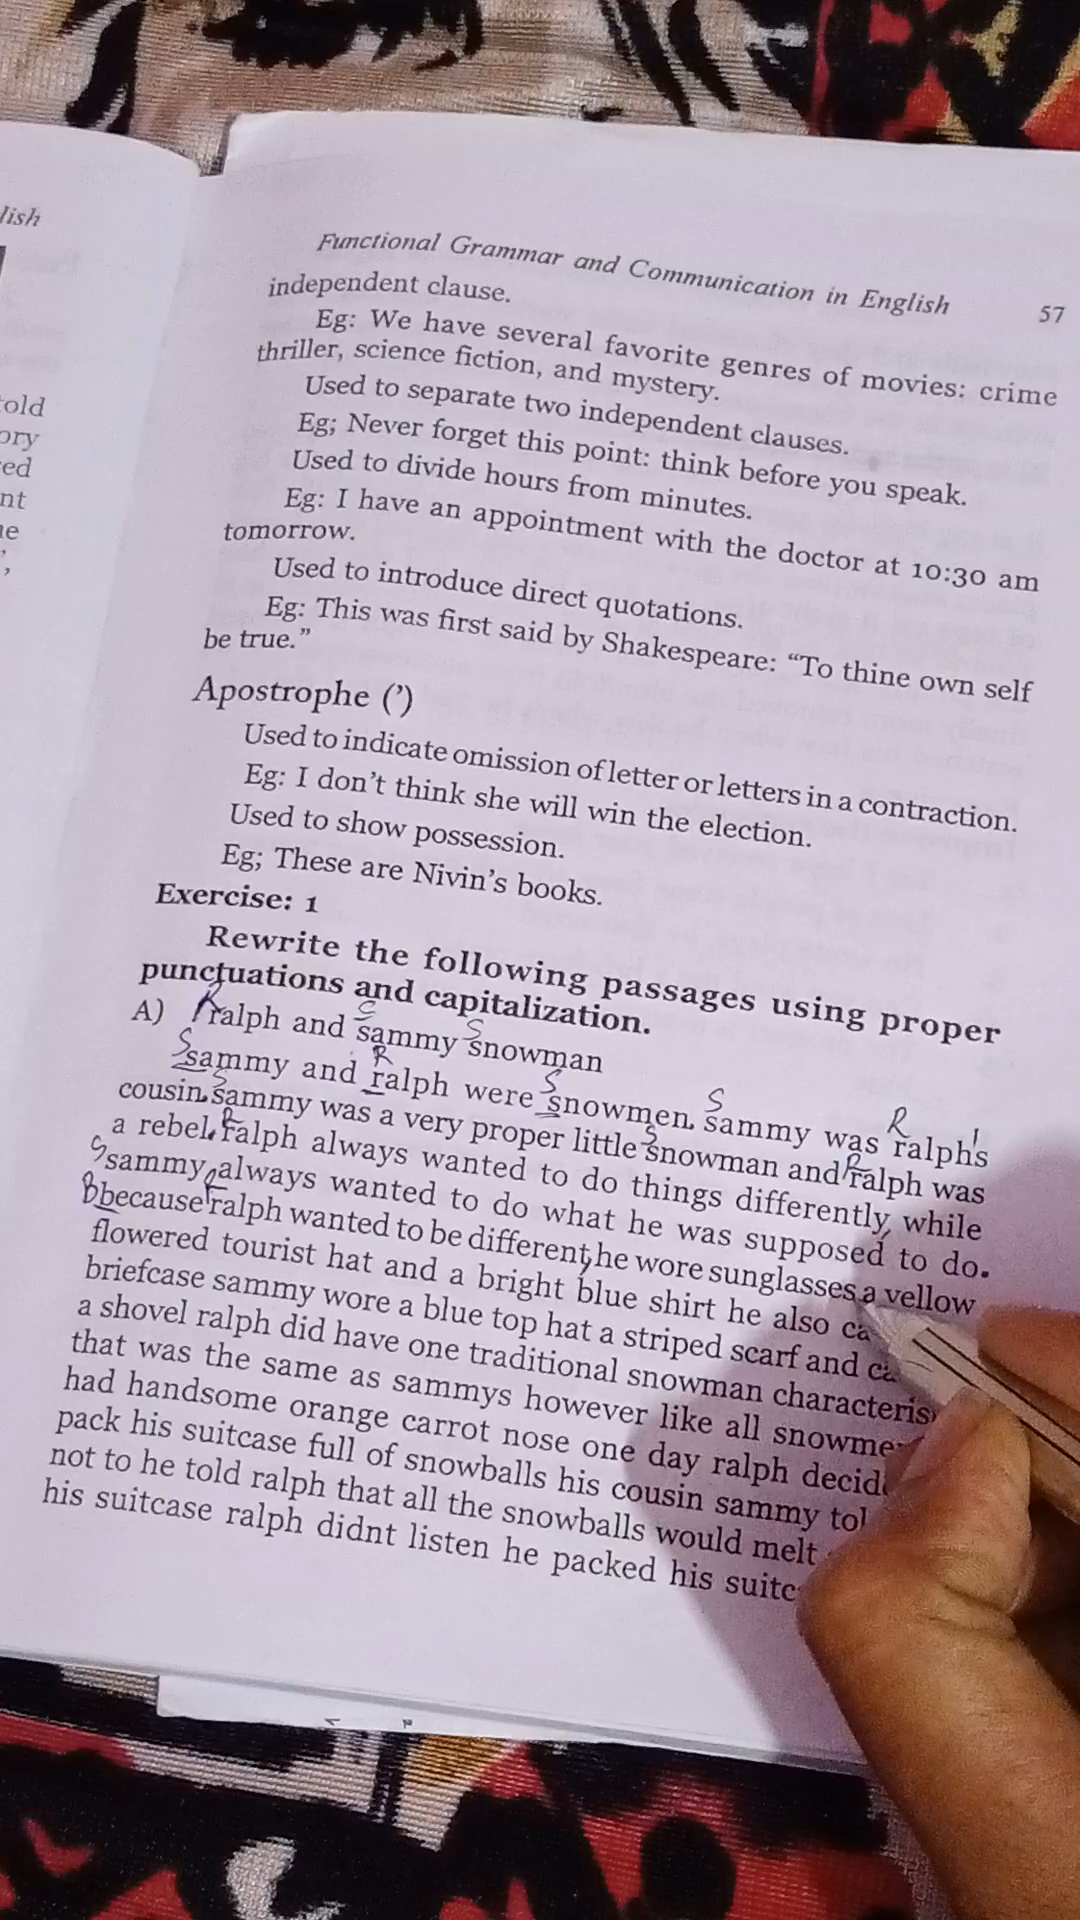 lish
told
ory
ed
nt
Functional Grammar and Communication in English 57
independent clause.
Eg: We have several favorite genres of movies: crime
thriller, science fiction, and mystery.
Used to separate two independent clauses.
Eg; Never forget this point: think before you speak.
Used to divide hours from minutes.
Eg: I have an appointment with the doctor at 10:30 am
tomorrow.
Used to introduce direct quotations.
Eg: This was first said by Shakespeare: “To thine own self
be true.”
Apostrophe (’)
Used to indicate omission of letter or letters in a contraction.
Eg: I don’t think she will win the election.
Used to show possession.
Eg; These are Nivin’s books.
Exercise: 1
Rewrite the following passages using proper
punctuations and capitalization.
R S S
A) ralph and sammy snowman
S R S S R
sammy and ralph were snowmen. sammy was ralph's
S S R
cousin. sammy was a very proper little snowman and ralph was
R
a rebel. ralph always wanted to do things differently, while
S
sammy, always wanted to do what he was supposed to do.
B R
because ralph wanted to be different, he wore sunglasses, a yellow
flowered tourist hat and a bright blue shirt he also ca
briefcase sammy wore a blue top hat a striped scarf and ca
a shovel ralph did have one traditional snowman characteris
that was the same as sammys however like all snowme
had handsome orange carrot nose one day ralph decid
pack his suitcase full of snowballs his cousin sammy tol
not to he told ralph that all the snowballs would melt
his suitcase ralph didnt listen he packed his suitc